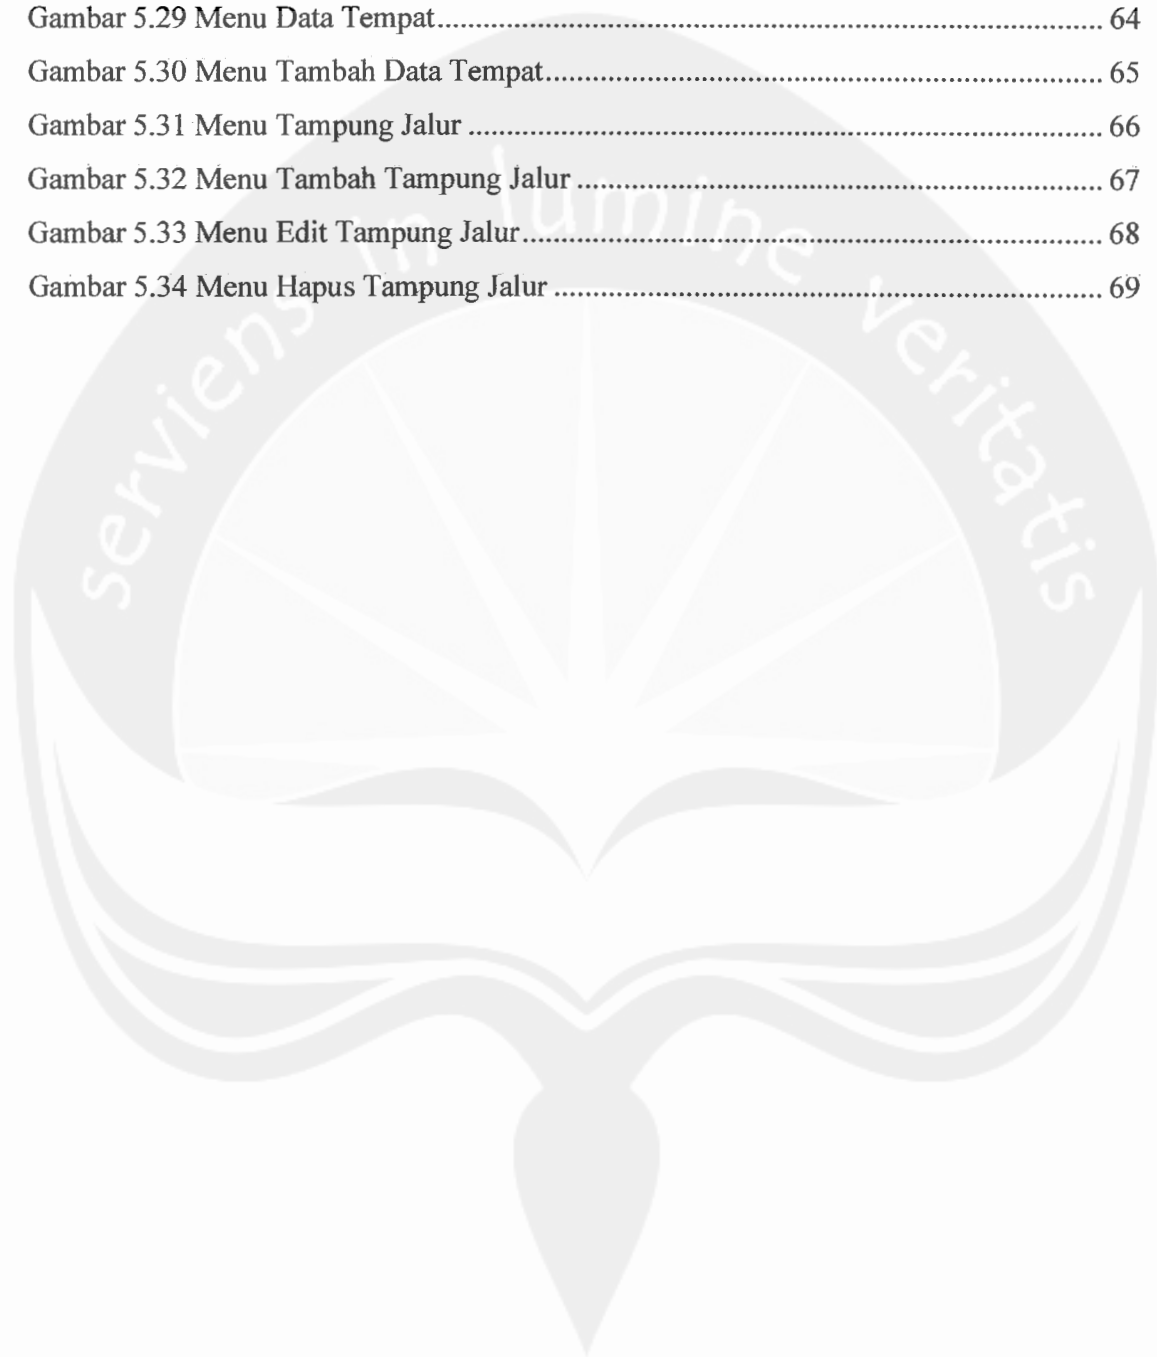 Gambar 5.29 Menu Data Tempat........................................................................................ 64
Gambar 5.30 Menu Tambah Data Tempat......................................................................... 65
Gambar 5.31 Menu Tampung Jalur .................................................................................... 66
Gambar 5.32 Menu Tambah Tampung Jalur ..................................................................... 67
Gambar 5.33 Menu Edit Tampung Jalur............................................................................. 68
Gambar 5.34 Menu Hapus Tampung Jalur ........................................................................ 69
serviens in lumine veritatis